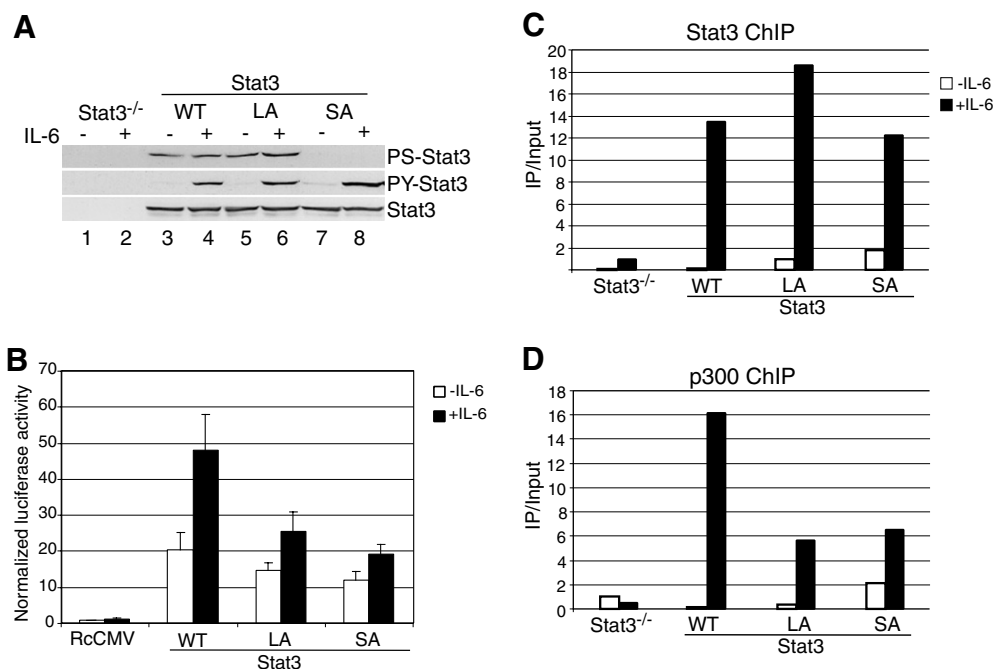 A
Stat3
Stat3-/- WT LA SA
IL-6 - + - + - + - +
PS-Stat3
PY-Stat3
Stat3
1 2 3 4 5 6 7 8
B
Normalized luciferase activity
70
60
50
40
30
20
10
0
-IL-6
+IL-6
RcCMV WT LA SA
Stat3
C
Stat3 ChIP
IP/Input
20
18
16
14
12
10
8
6
4
2
-IL-6
+IL-6
Stat3-/- WT LA SA
Stat3
D
p300 ChIP
IP/Input
18
16
14
12
10
8
6
4
2
0
Stat3-/- WT LA SA
Stat3